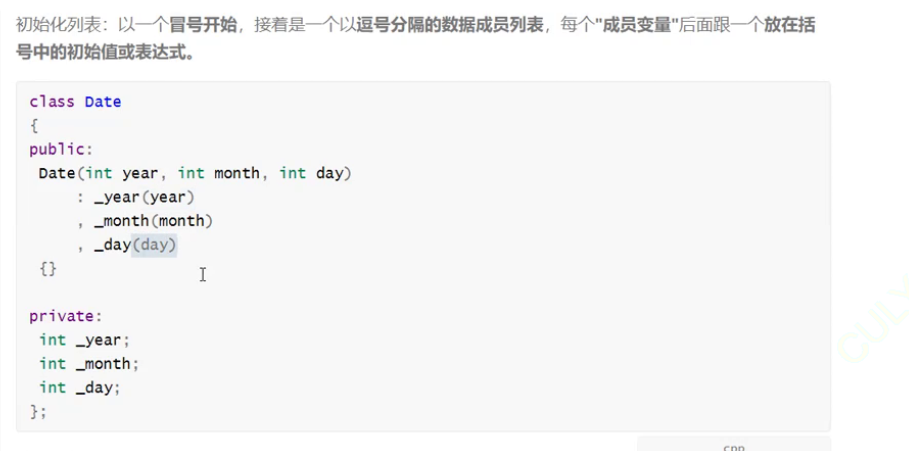 初始化列表：以一个冒号开始，接着是一个以逗号分隔的数据成员列表，每个"成员变量"后面跟一个放在括
号中的初始值或表达式。
class Date
{
public:
Date(int year, int month, int day)
: _year(year)
, _month(month)
, _day(day)
{}
private:
int _year;
int _month;
int _day;
};
cpp